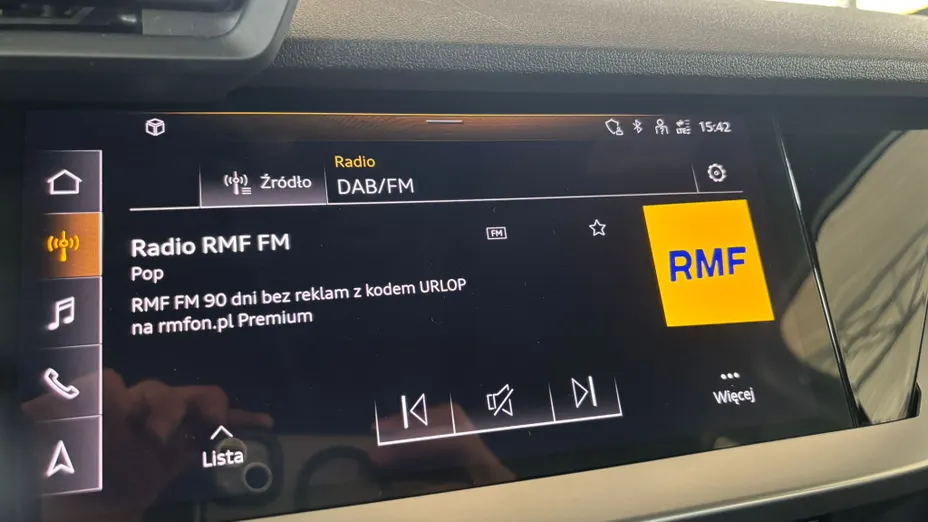 15:42
Radio
Źródło
DAB/FM
Radio RMF FM
FM
Pop
RMF FM 90 dni bez reklam z kodem URLOP
na rmfon.pl Premium
RMF
Więcej
Lista